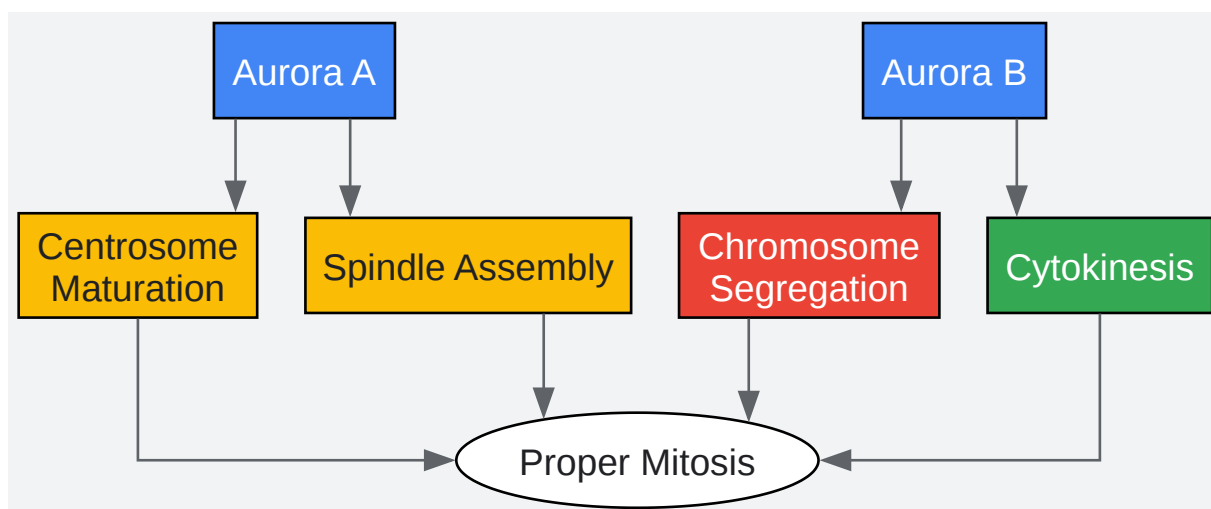 Aurora A
Aurora B
Centrosome
Maturation
Spindle Assembly
Chromosome
Segregation
Cytokinesis
Proper Mitosis